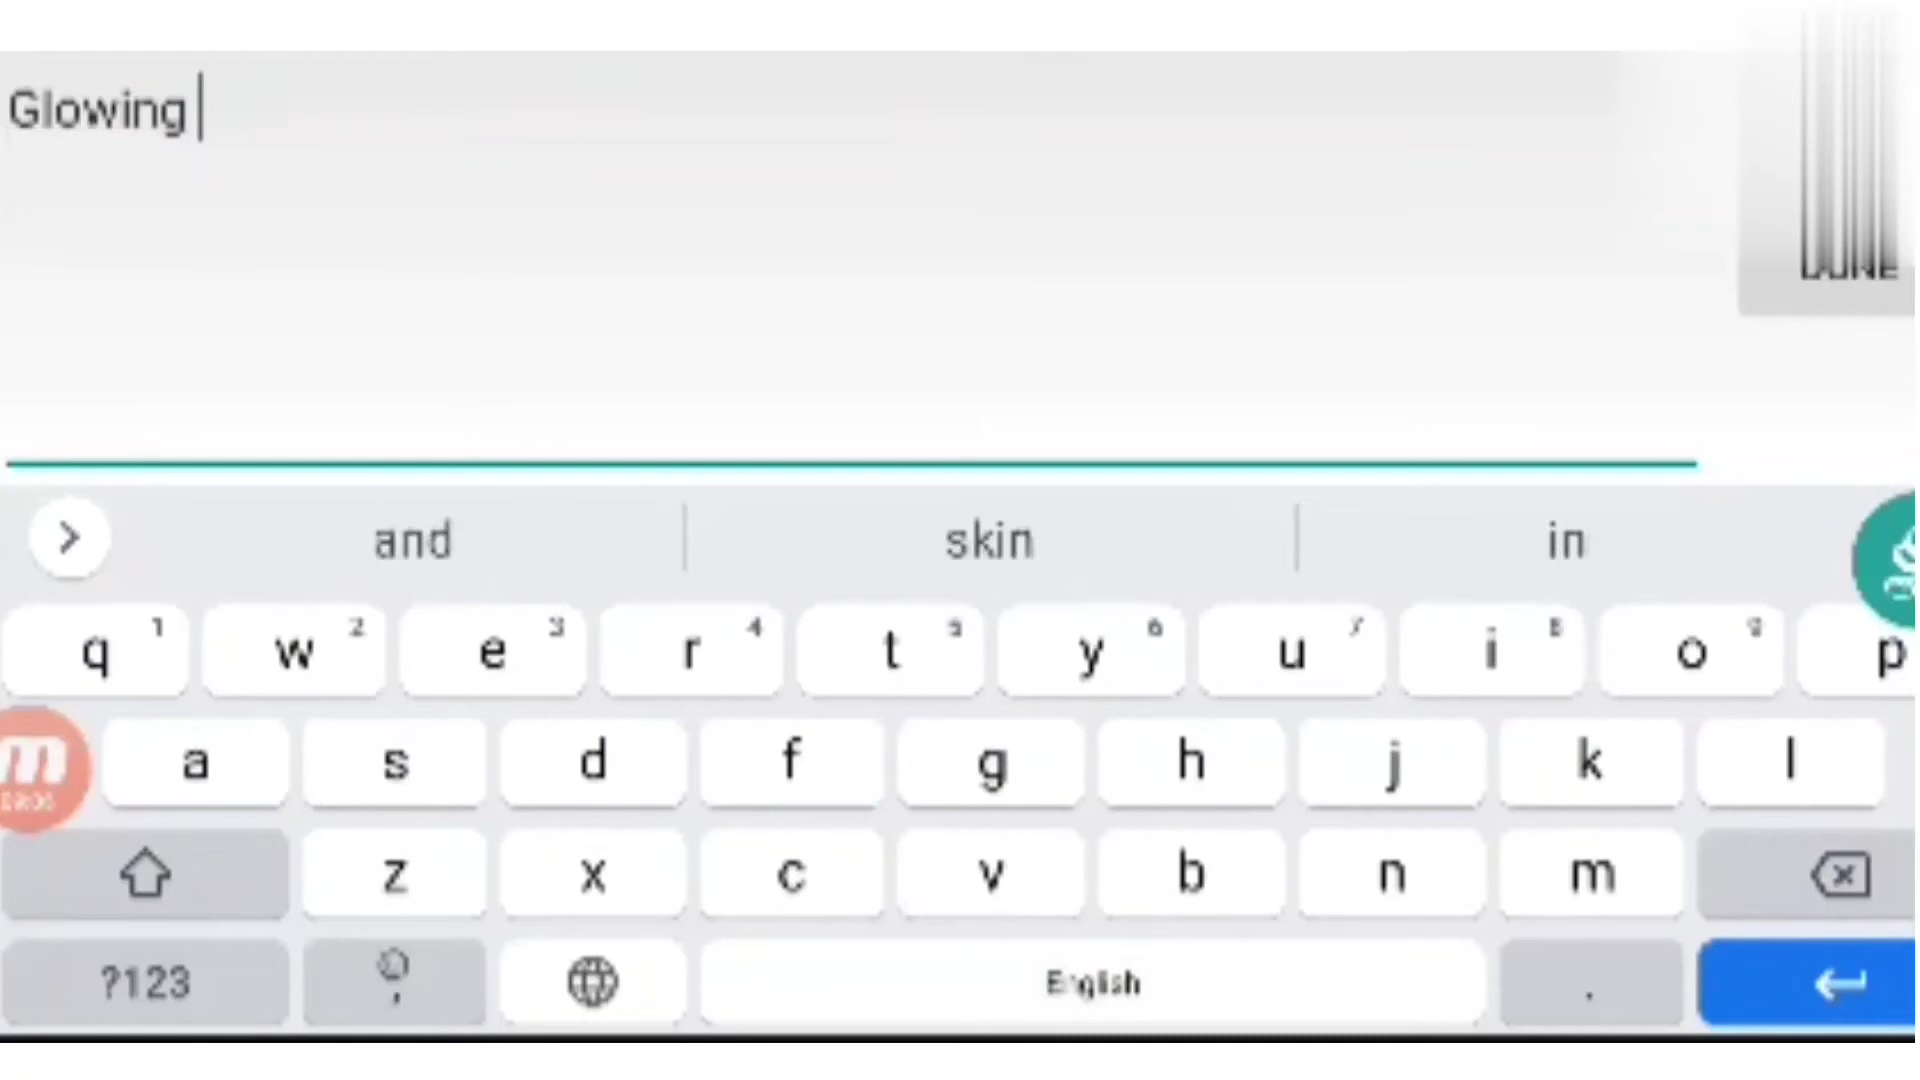 Glowing
and skin in
q 1 w 2 e 3 r 4 t 5 y 6 u 7 i 8 o 9 p
m a s d f g h j k l
z x c v b n m
?123 , English .